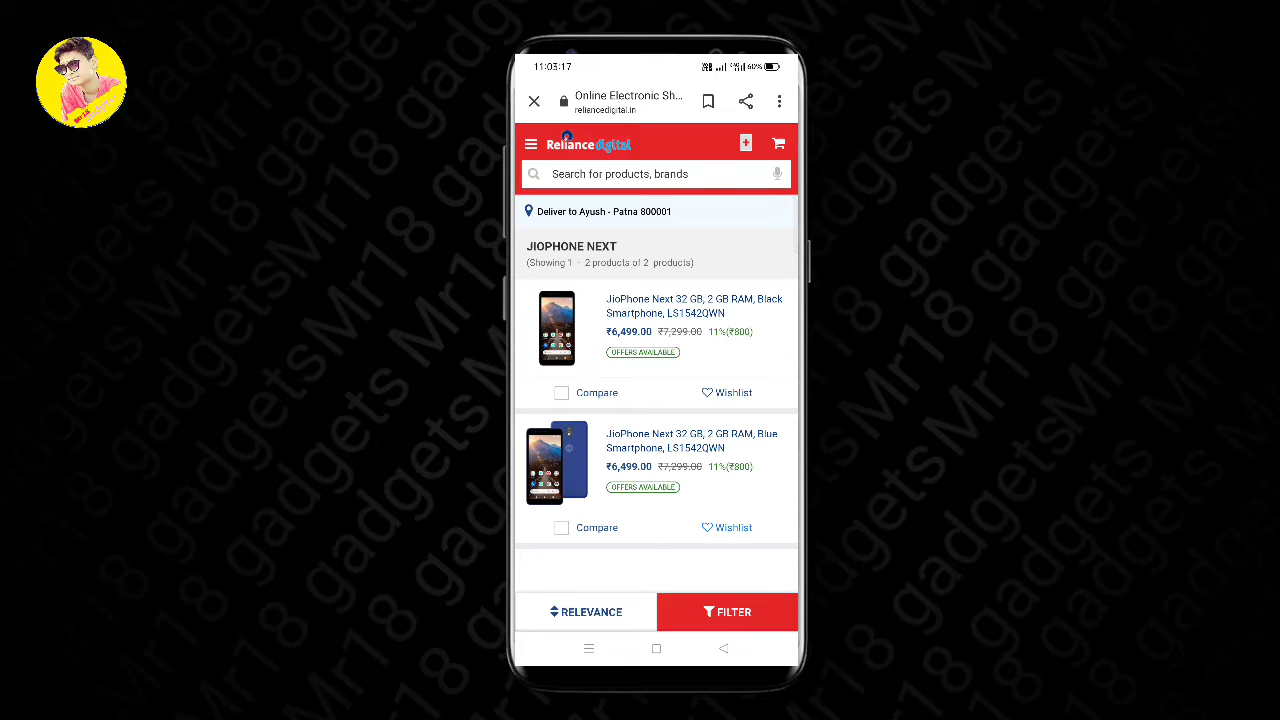 11:03:17
60%
Online Electronic Sh...
reliancedigital.in
Reliance digital
Search for products, brands
Deliver to Ayush - Patna 800001
JIOPHONE NEXT
(Showing 1 - 2 products of 2 products)
JioPhone Next 32 GB, 2 GB RAM, Black
Smartphone, LS1542QWN
₹6,499.00 ₹7,299.00 11%(₹800)
OFFERS AVAILABLE
Compare Wishlist
JioPhone Next 32 GB, 2 GB RAM, Blue
Smartphone, LS1542QWN
₹6,499.00 ₹7,299.00 11%(₹800)
OFFERS AVAILABLE
Compare Wishlist
RELEVANCE FILTER
Mr18 gadgets